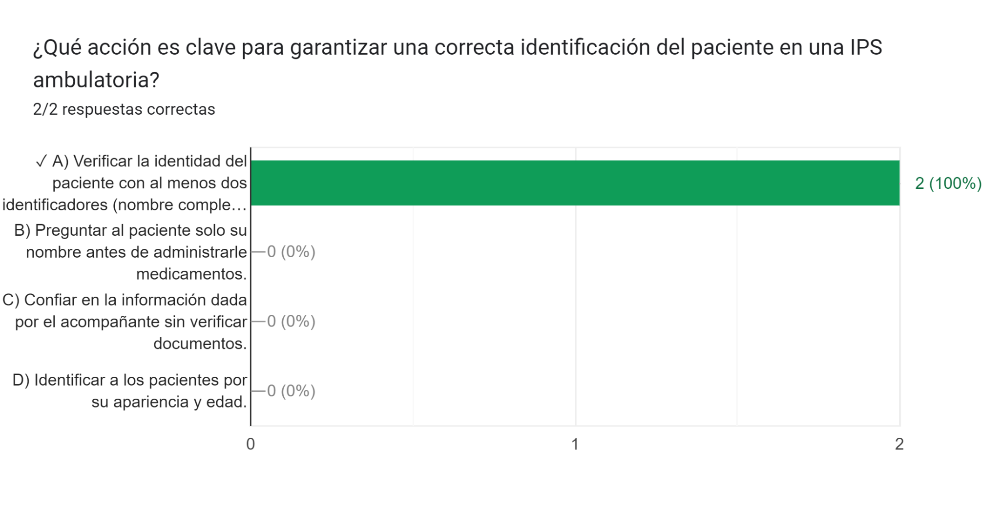 ¿Qué acción es clave para garantizar una correcta identificación del paciente en una IPS
ambulatoria?
2/2 respuestas correctas
✓ A) Verificar la identidad del
paciente con al menos dos
identificadores (nombre comple…
2 (100%)
B) Preguntar al paciente solo su
nombre antes de administrarle
medicamentos.
0 (0%)
C) Confiar en la información dada
por el acompañante sin verificar
documentos.
0 (0%)
D) Identificar a los pacientes por
su apariencia y edad.
0 (0%)
0
1
2